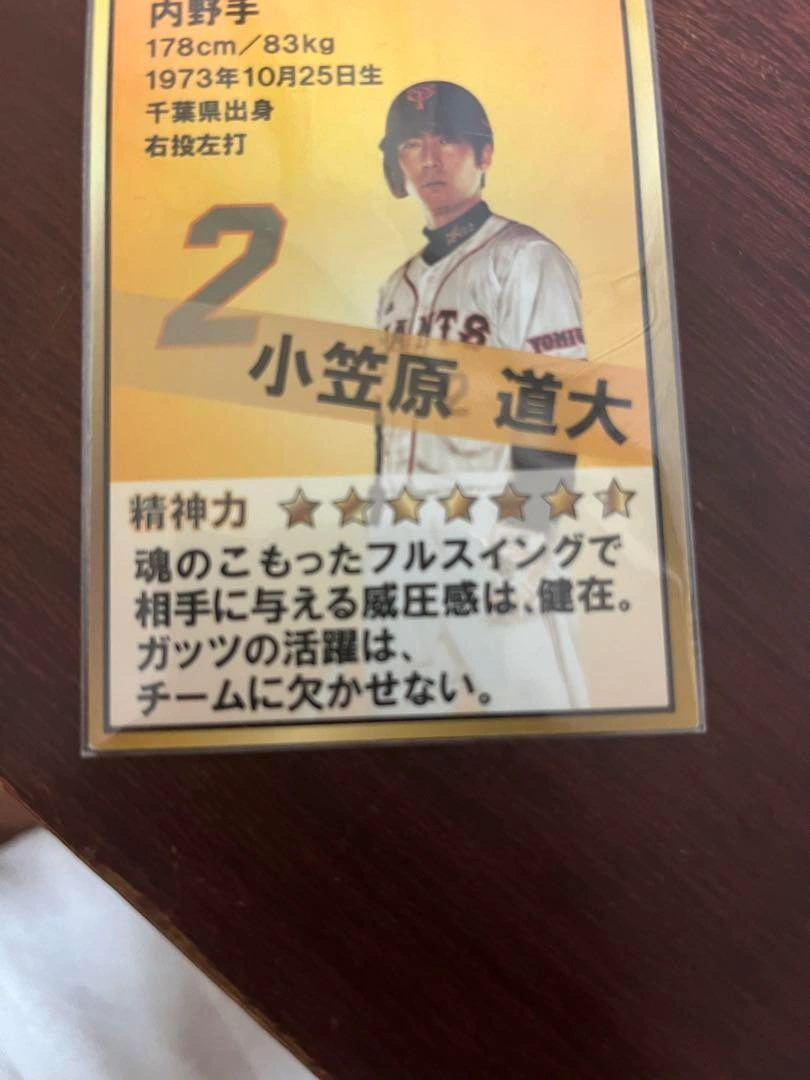 内野手
178cm/83kg
1973年10月25日生
千葉県出身
右投左打
2
GIANTS
小笠原 道大
精神力 ★★★★★★
魂のこもったフルスイングで
相手に与える威圧感は、健在。
ガッツの活躍は、
チームに欠かせない。